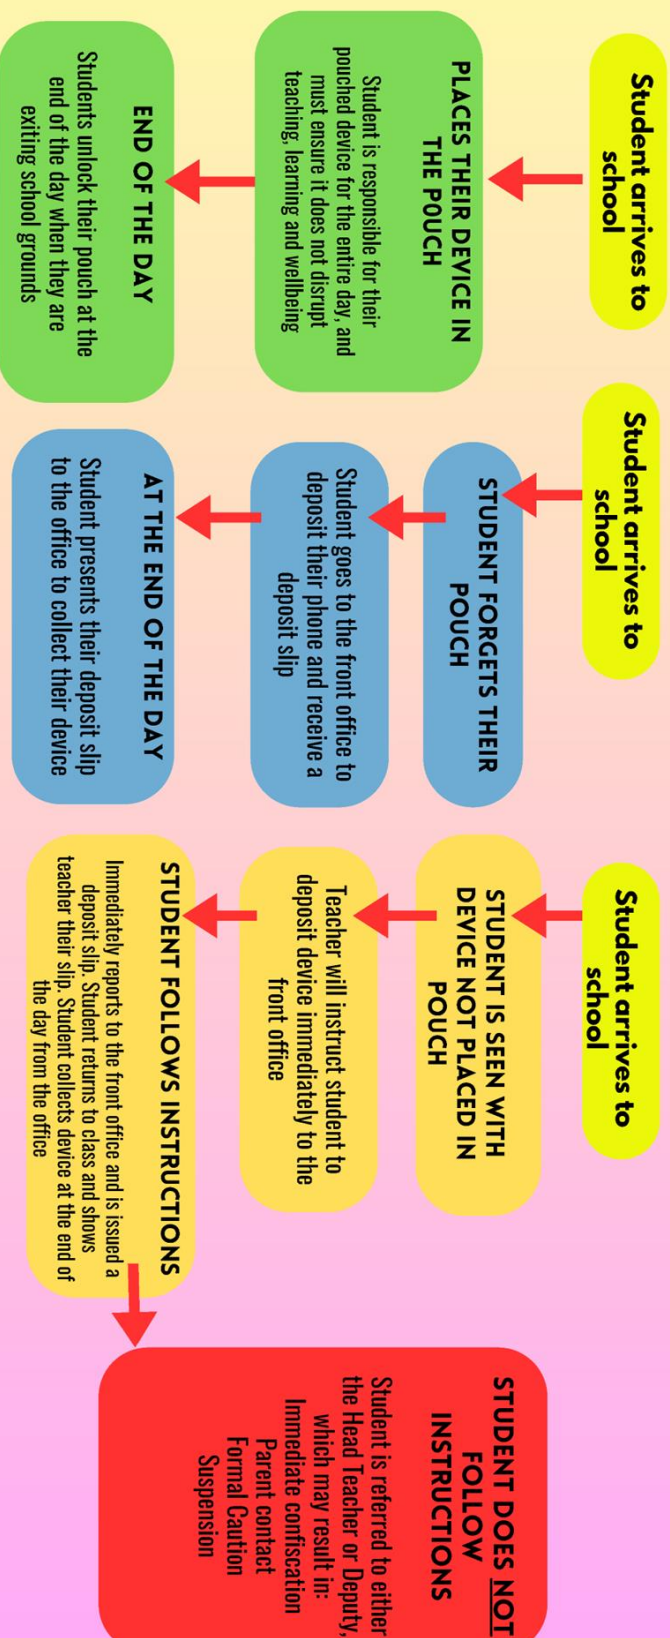 Student arrives to
school
PLACES THEIR DEVICE IN
THE POUCH
Student is responsible for their
pouched device for the entire day, and
must ensure it does not disrupt
teaching, learning and wellbeing
END OF THE DAY
Students unlock their pouch at the
end of the day when they are
exiting school grounds
Student arrives to
school
STUDENT FORGETS THEIR
POUCH
Student goes to the front office to
deposit their phone and receive a
deposit slip
AT THE END OF THE DAY
Student presents their deposit slip
to the office to collect their device
Student arrives to
school
STUDENT IS SEEN WITH
DEVICE NOT PLACED IN
POUCH
Teacher will instruct student to
deposit device immediately to the
front office
STUDENT FOLLOWS INSTRUCTIONS
Immediately reports to the front office and is issued a
deposit slip. Student returns to class and shows
teacher their slip. Student collects device at the end of
the day from the office
STUDENT DOES NOT
FOLLOW
INSTRUCTIONS
Student is referred to either
the Head Teacher or Deputy,
which may result in:
Immediate confiscation
Parent contact
Formal Caution
Suspension